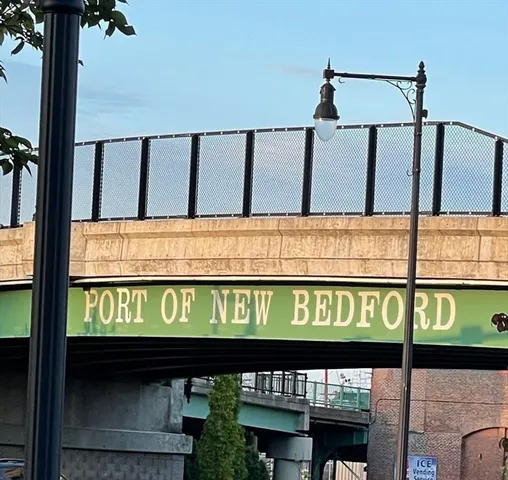 PORT OF NEW BEDFORD
ICE
Vending